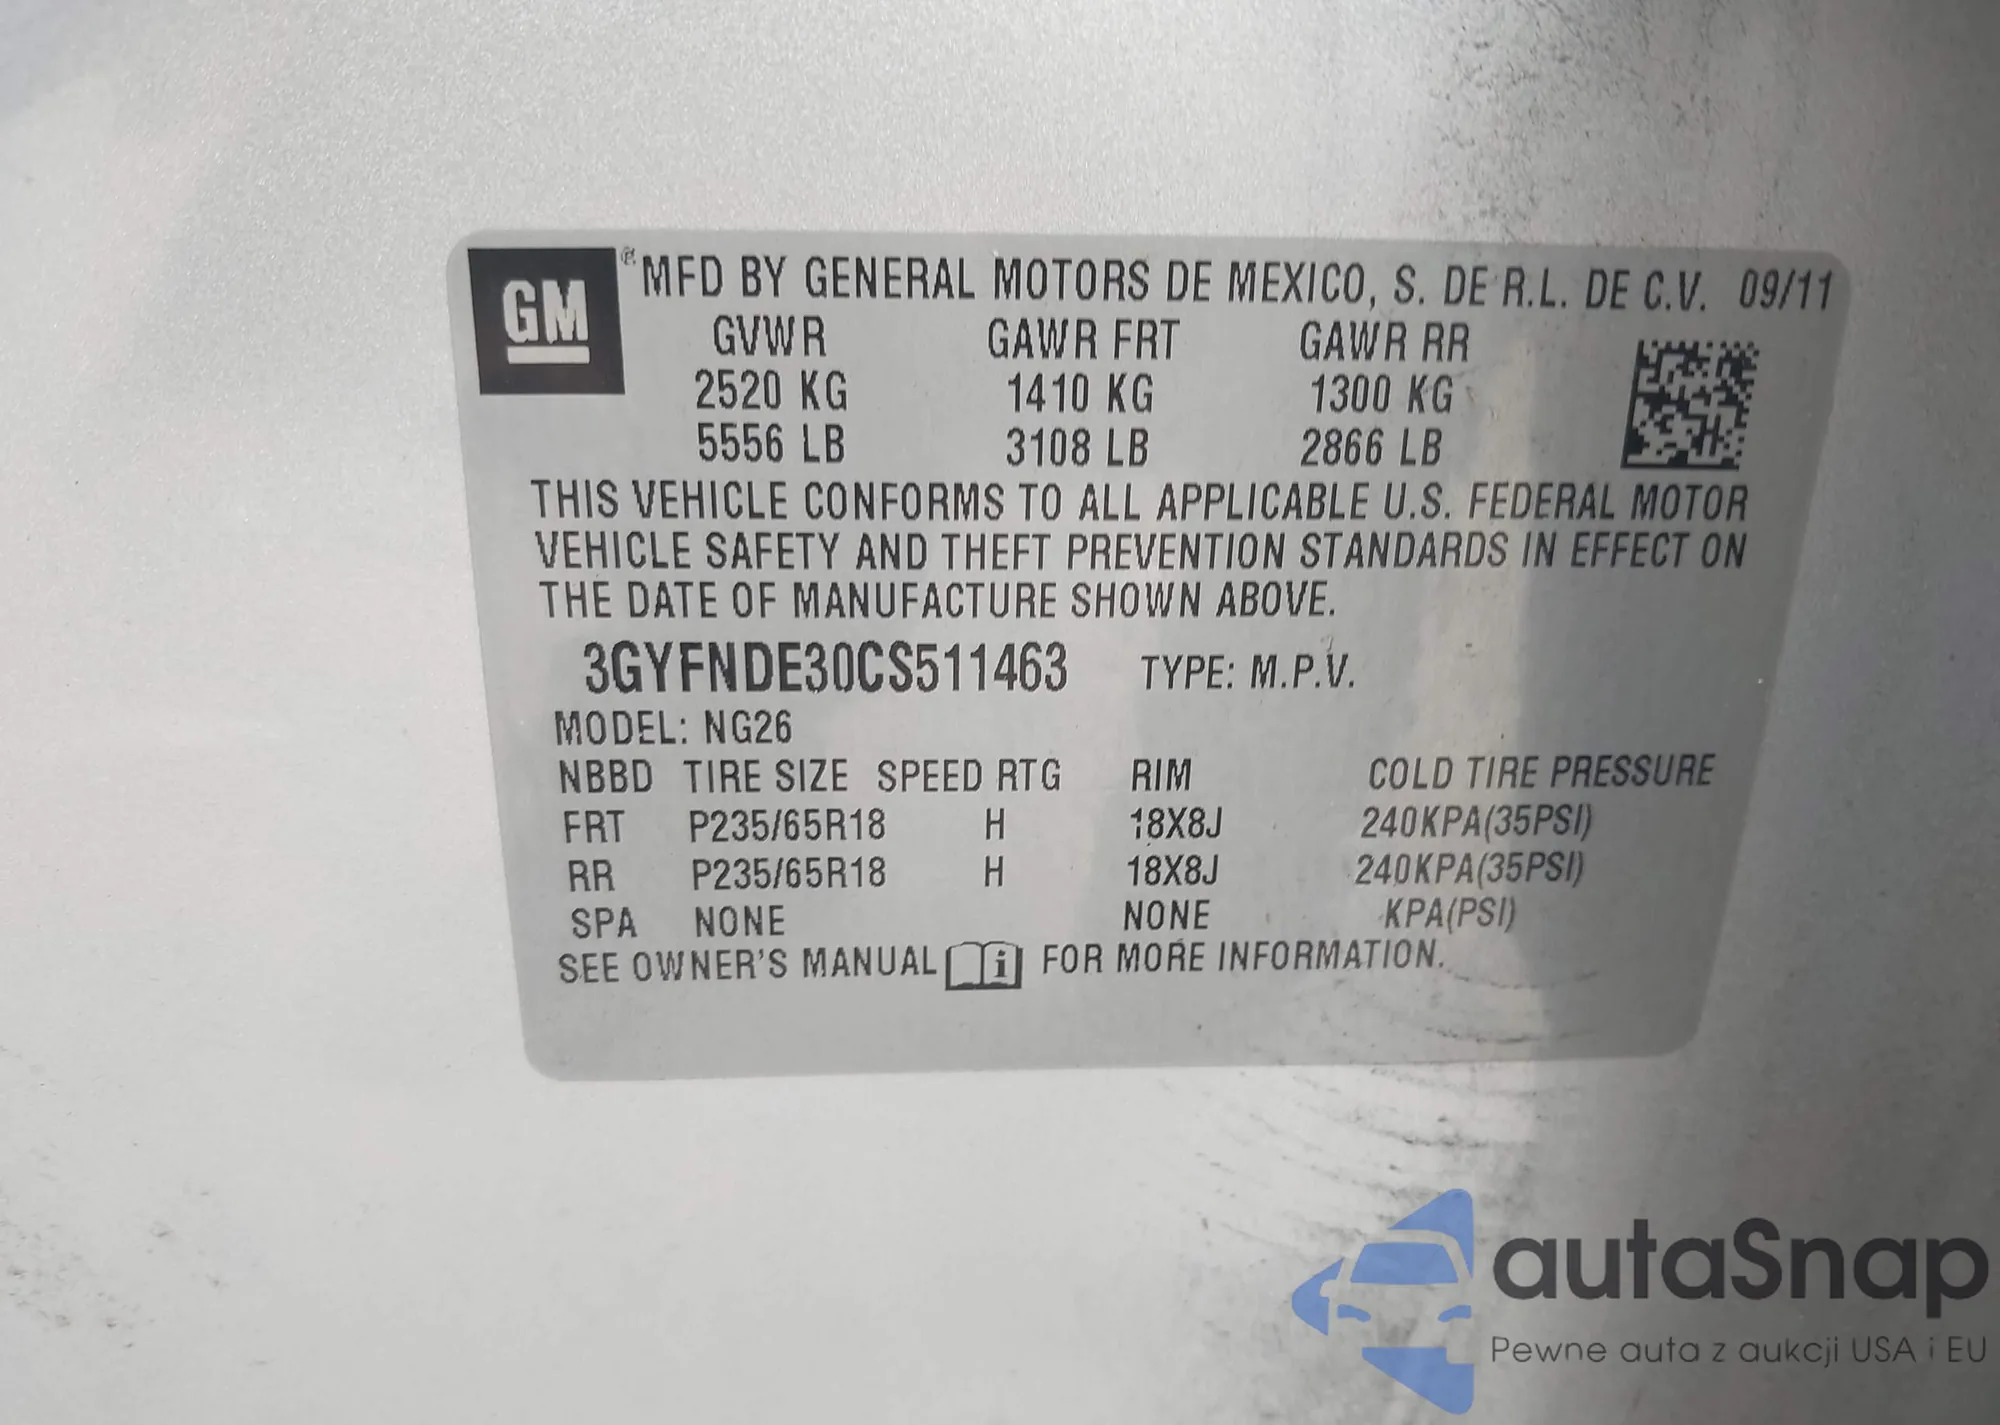 GM ® MFD BY GENERAL MOTORS DE MEXICO, S. DE R.L. DE C.V. 09/11
GVWR GAWR FRT GAWR RR
2520 KG 1410 KG 1300 KG
5556 LB 3108 LB 2866 LB
THIS VEHICLE CONFORMS TO ALL APPLICABLE U.S. FEDERAL MOTOR
VEHICLE SAFETY AND THEFT PREVENTION STANDARDS IN EFFECT ON
THE DATE OF MANUFACTURE SHOWN ABOVE.
3GYFNDE30CS511463 TYPE: M.P.V.
MODEL: NG26
NBBD TIRE SIZE SPEED RTG RIM COLD TIRE PRESSURE
FRT P235/65R18 H 18X8J 240KPA(35PSI)
RR P235/65R18 H 18X8J 240KPA(35PSI)
SPA NONE NONE KPA(PSI)
SEE OWNER'S MANUAL i FOR MORE INFORMATION.
autaSnap
Pewne auta z aukcji USA i EU